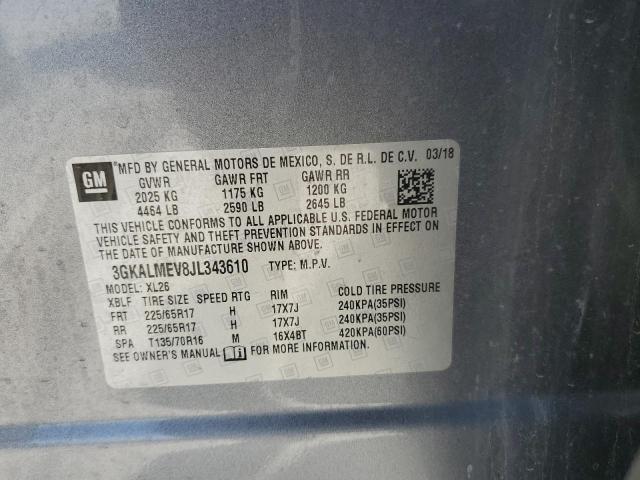 MFD BY GENERAL MOTORS DE MEXICO, S. DE R.L. DE C.V. 03/18
GM
GVWR GAWR FRT GAWR RR
2025 KG 1175 KG 1200 KG
4464 LB 2590 LB 2645 LB
THIS VEHICLE CONFORMS TO ALL APPLICABLE U.S. FEDERAL MOTOR
VEHICLE SAFETY AND THEFT PREVENTION STANDARDS IN EFFECT ON
THE DATE OF MANUFACTURE SHOWN ABOVE.
3GKALMEV8JL343610 TYPE: M.P.V.
MODEL: XL26
XBLF TIRE SIZE SPEED RTG RIM COLD TIRE PRESSURE
FRT 225/65R17 H 17X7J 240KPA(35PSI)
RR 225/65R17 H 17X7J 240KPA(35PSI)
SPA T135/70R16 M 16X4BT 420KPA(60PSI)
SEE OWNER'S MANUAL FOR MORE INFORMATION.